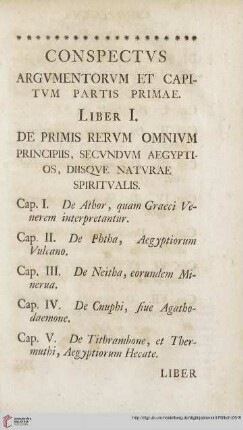 CONSPECTVS
ARGVMENTORVM ET CAPI-
TVM PARTIS PRIMAE.
LIBER I.
DE PRIMIS RERVM OMNIVM
PRINCIPIIS, SECVNDVM AEGYPTI-
OS, DIISQVE NATVRAE
SPIRITVALIS.
Cap. I. De Athor, quam Graeci Ve-
nerem interpretantur.
Cap. II. De Phtha, Aegyptiorum
Vulcano.
Cap. III. De Neitha, eorundem Mi-
nerua.
Cap. IV. De Cnuphi, siue Agatho-
daemone.
Cap. V. De Tithrambone, et Ther-
muthi, Aegyptiorum Hecate.
LIBER